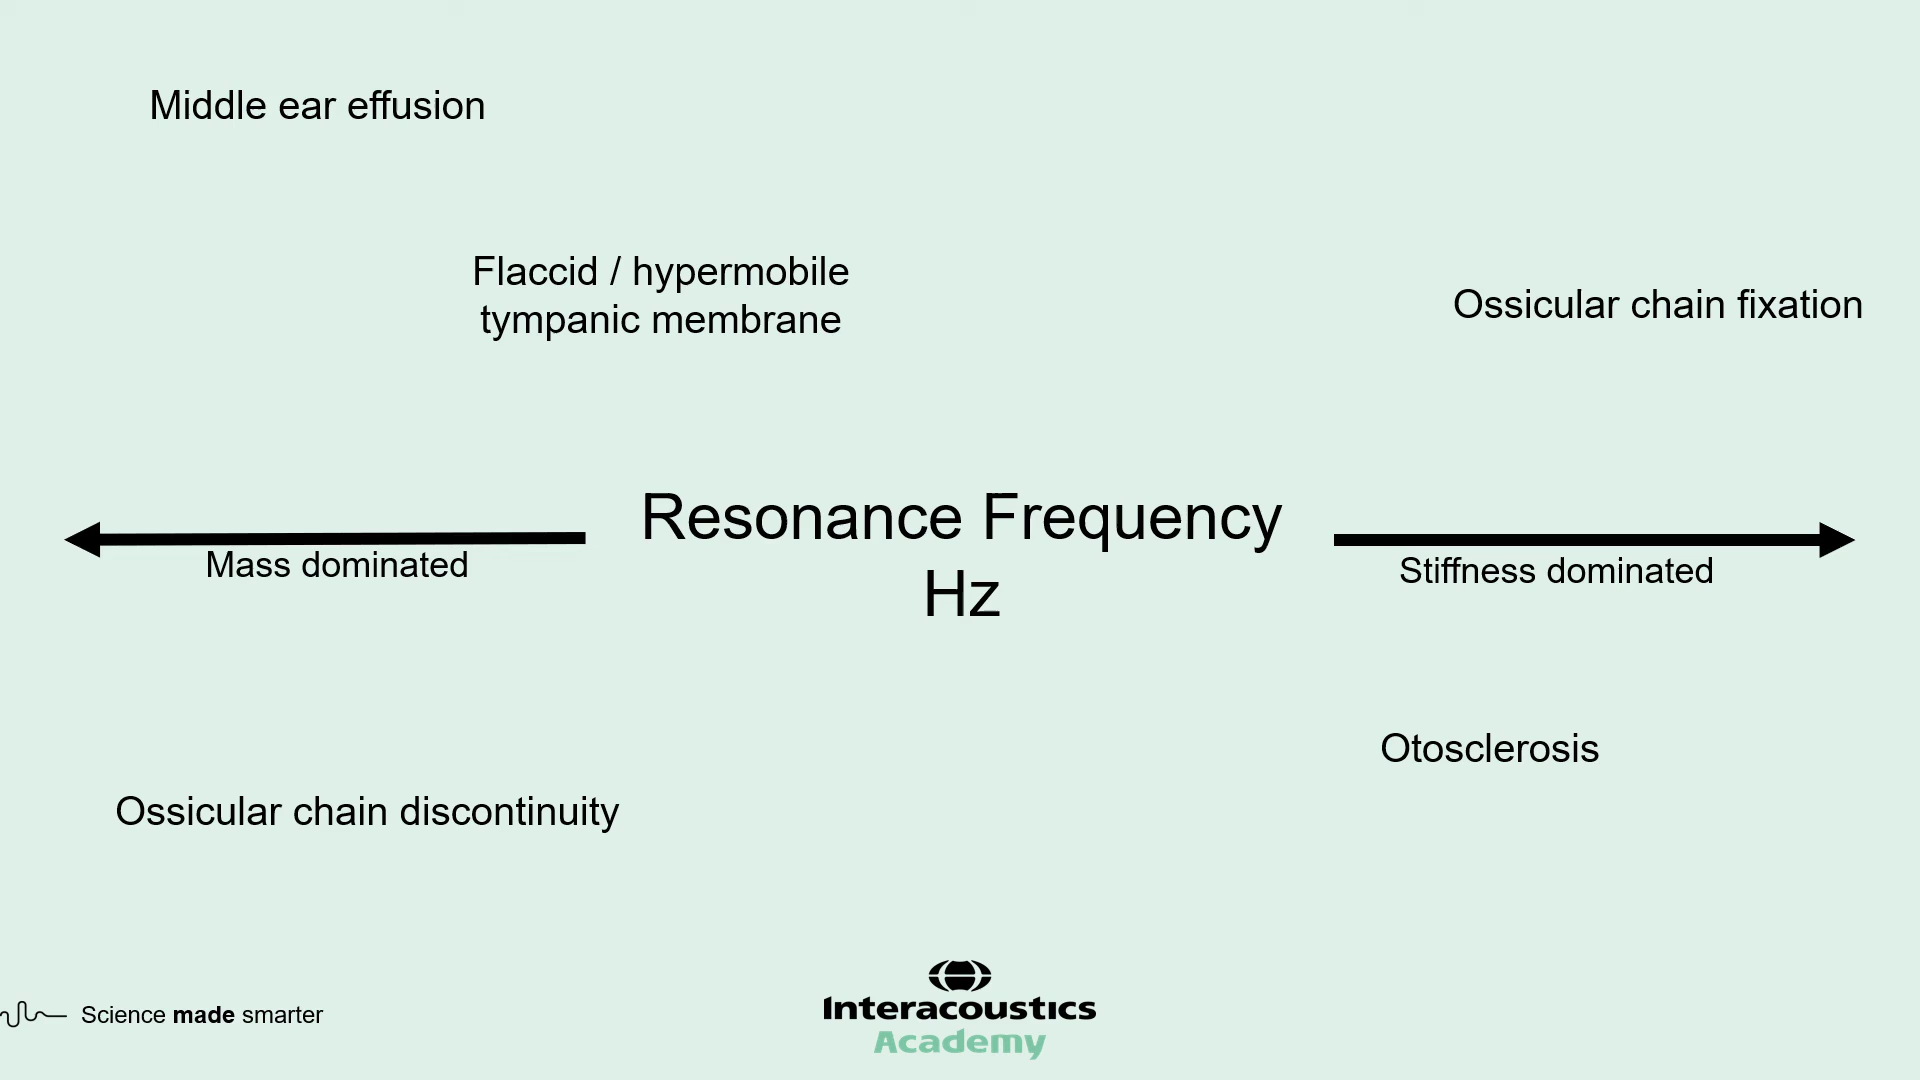 Middle ear effusion
Flaccid / hypermobile
tympanic membrane
Ossicular chain fixation
Resonance Frequency
Hz
Mass dominated
Stiffness dominated
Otosclerosis
Ossicular chain discontinuity
Science made smarter
Interacoustics
Academy